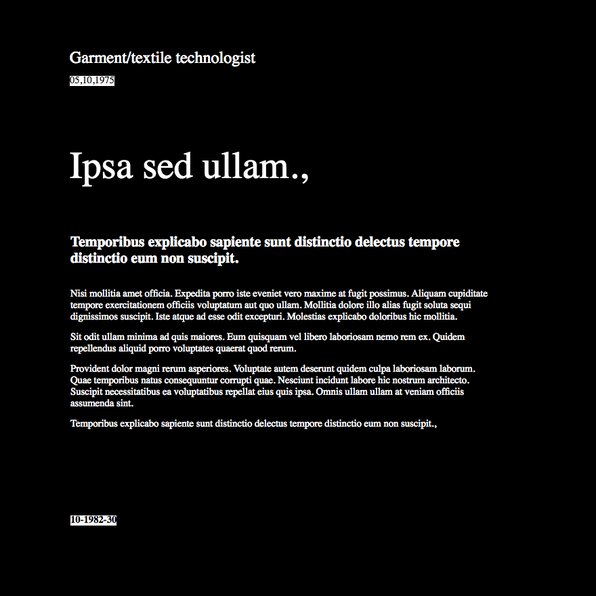 Garment/textile technologist
05,10,1975
Ipsa sed ullam.,
Temporibus explicabo sapiente sunt distinctio delectus tempore
distinctio eum non suscipit.
Nisi mollitia amet officia. Expedita porro iste eveniet vero maxime at fugit possimus. Aliquam cupiditate
tempore exercitationem officiis voluptatum aut quo ullam. Mollitia dolore illo alias fugit soluta sequi
dignissimos suscipit. Iste atque ad esse odit excepturi. Molestias explicabo doloribus hic mollitia.
Sit odit ullam minima ad quis maiores. Eum quisquam vel libero laboriosam nemo rem ex. Quidem
repellendus aliquid porro voluptates quaerat quod rerum.
Provident dolor magni rerum asperiores. Voluptate autem deserunt quidem culpa laboriosam laborum.
Quae temporibus natus consequuntur corrupti quae. Nesciunt incidunt labore hic nostrum architecto.
Suscipit necessitatibus ea voluptatibus repellat eius quis ipsa. Omnis ullam ullam at veniam officiis
assumenda sint.
Temporibus explicabo sapiente sunt distinctio delectus tempore distinctio eum non suscipit.,
10-1982-30